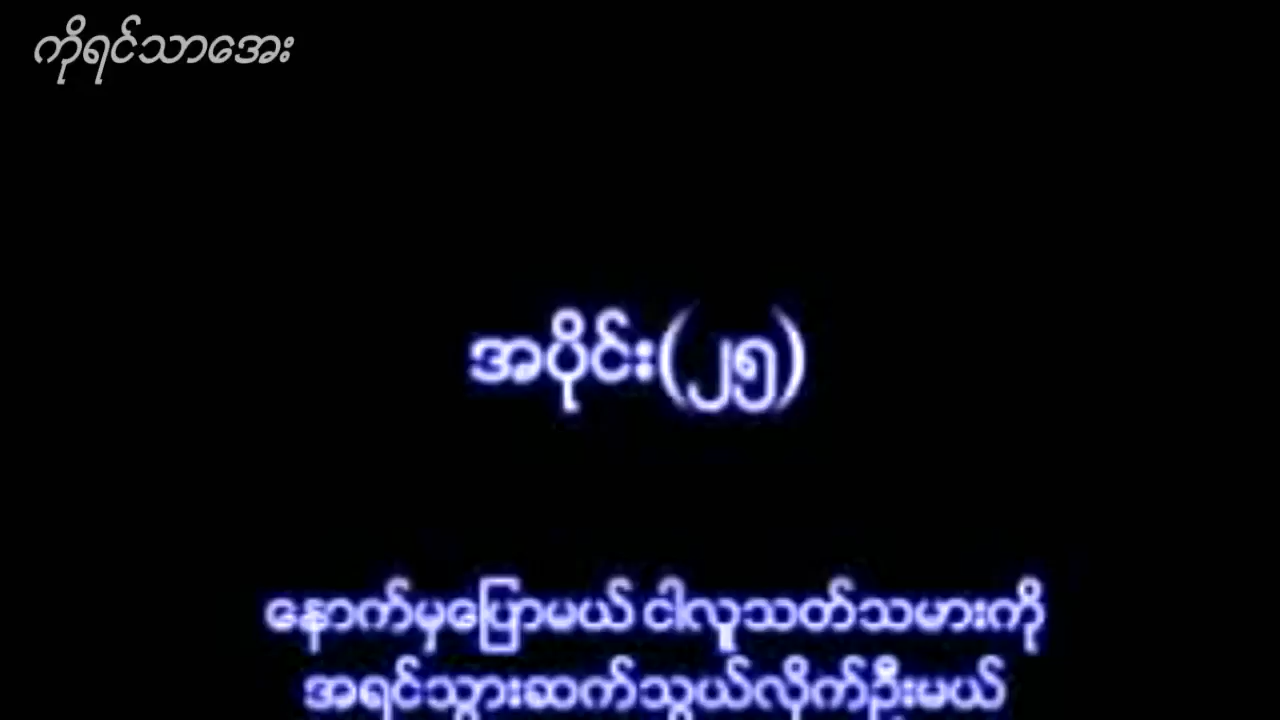 ကိုရင်သာအေး
အပိုင်း(၂၅)
နောက်မှပြောမယ် ငါလူသတ်သမားကို
အရင်သွားဆက်သွယ်လိုက်ဦးမယ်